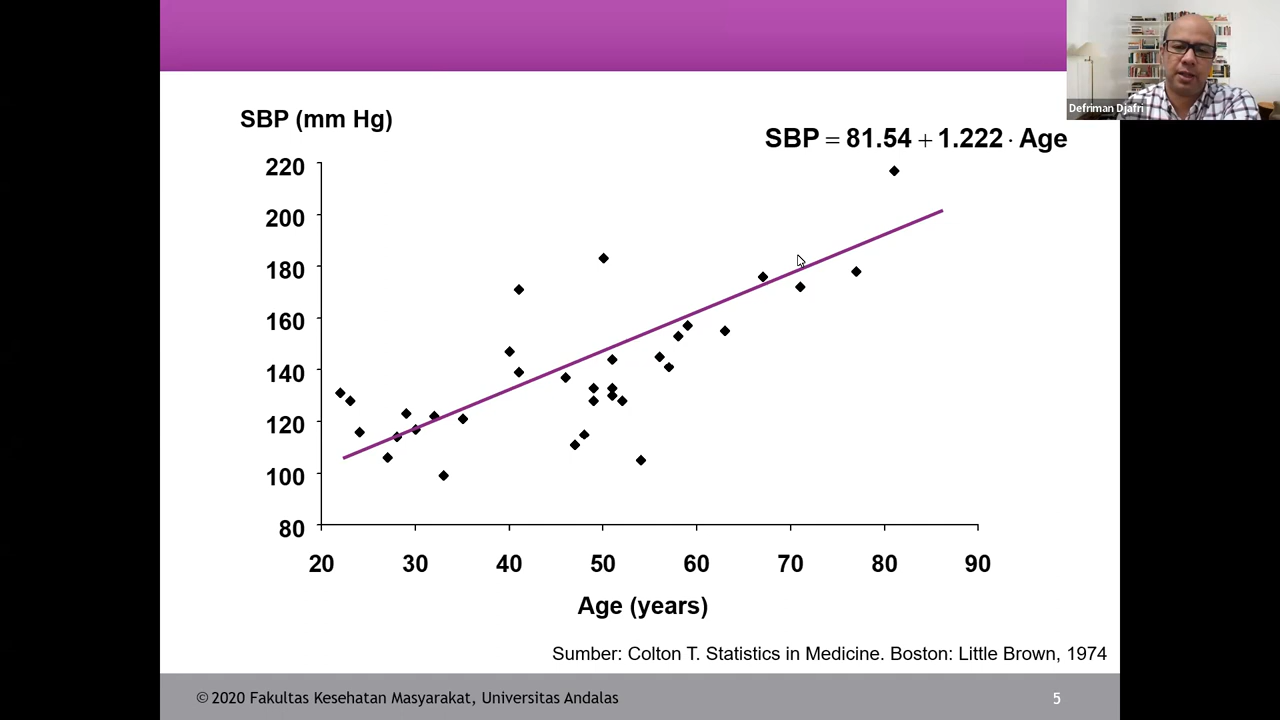 Defriman Djafri
SBP (mm Hg)
SBP = 81.54 + 1.222 · Age
220
200
180
160
140
120
100
80
20 30 40 50 60 70 80 90
Age (years)
Sumber: Colton T. Statistics in Medicine. Boston: Little Brown, 1974
© 2020 Fakultas Kesehatan Masyarakat, Universitas Andalas 5